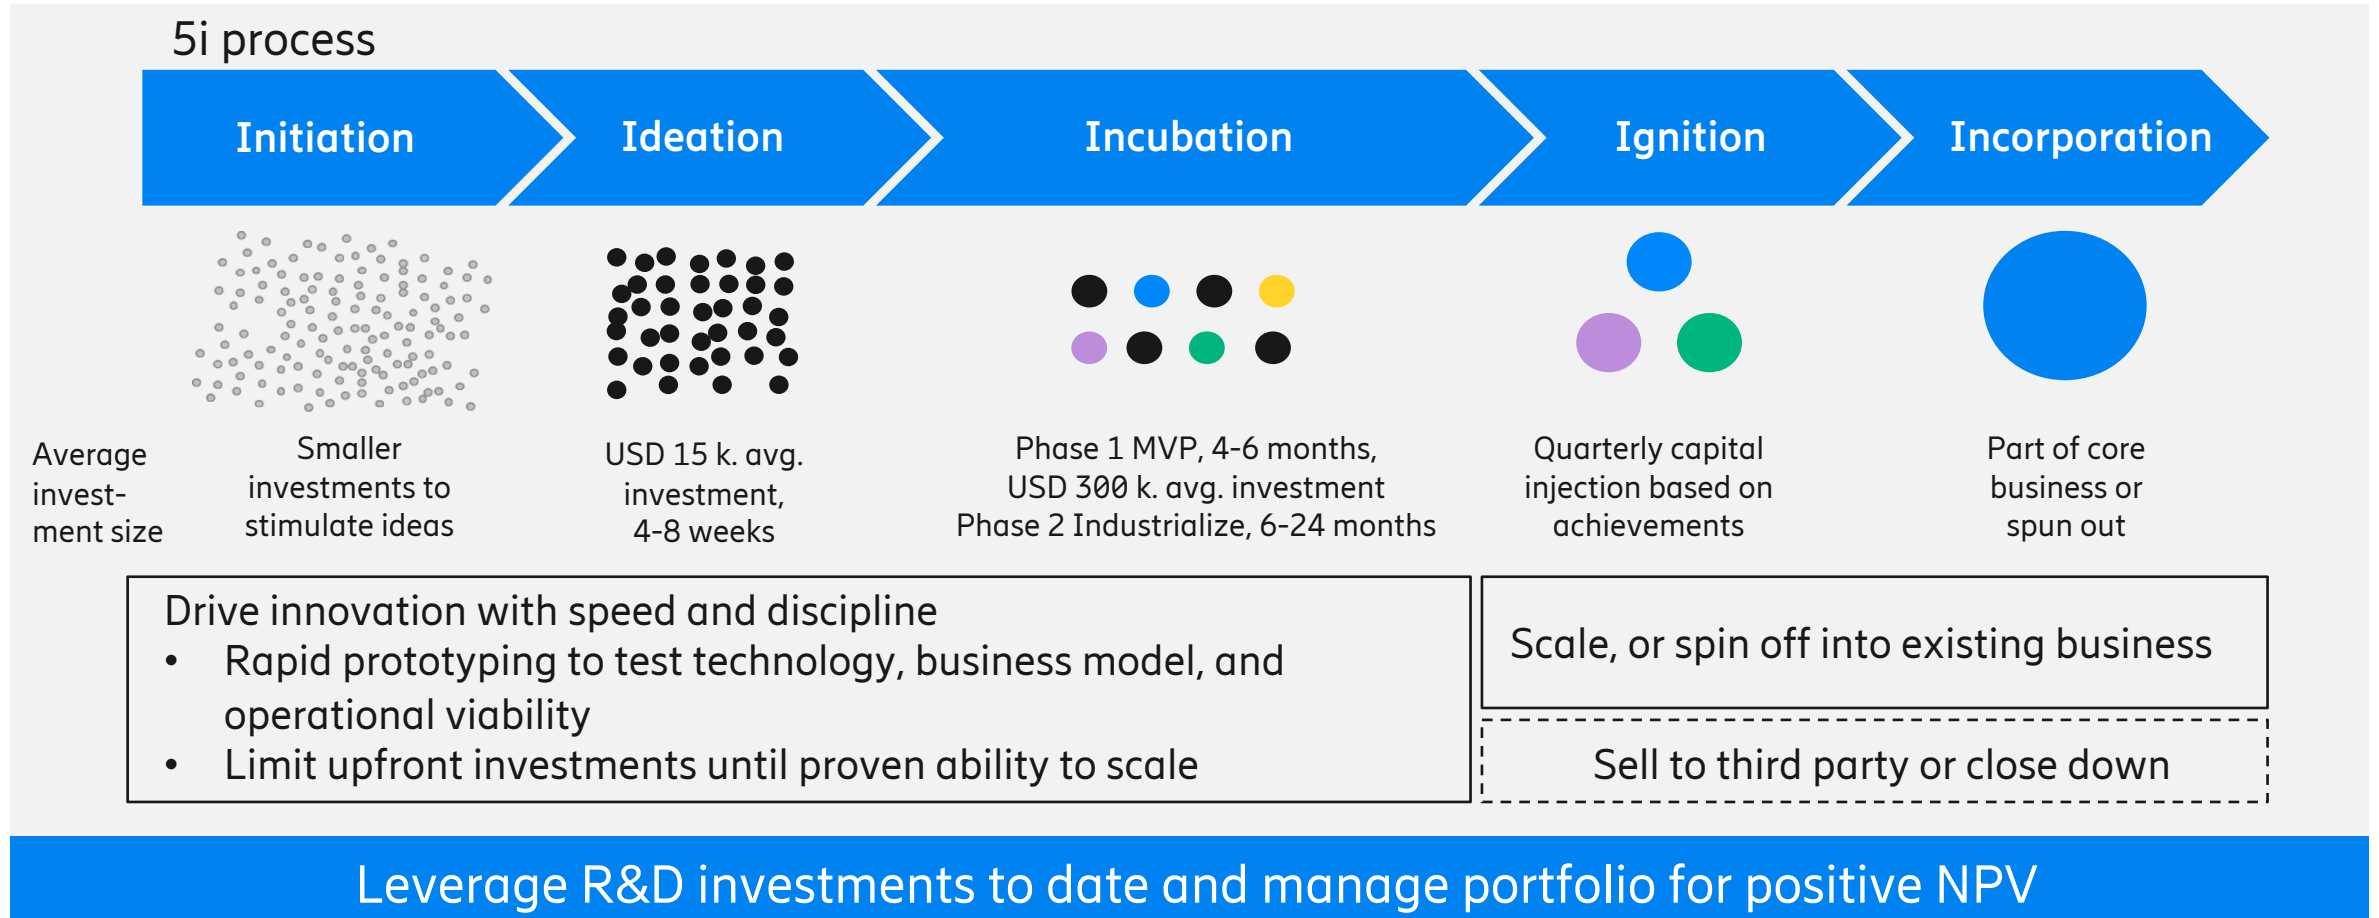 5i process
Initiation
Ideation
Incubation
Ignition
Incorporation
Average
invest-
ment size
Smaller
investments to
stimulate ideas
USD 15 k. avg.
investment,
4-8 weeks
Phase 1 MVP, 4-6 months,
USD 300 k. avg. investment
Phase 2 Industrialize, 6-24 months
Quarterly capital
injection based on
achievements
Part of core
business or
spun out
Drive innovation with speed and discipline
• Rapid prototyping to test technology, business model, and
operational viability
• Limit upfront investments until proven ability to scale
Scale, or spin off into existing business
Sell to third party or close down
Leverage R&D investments to date and manage portfolio for positive NPV